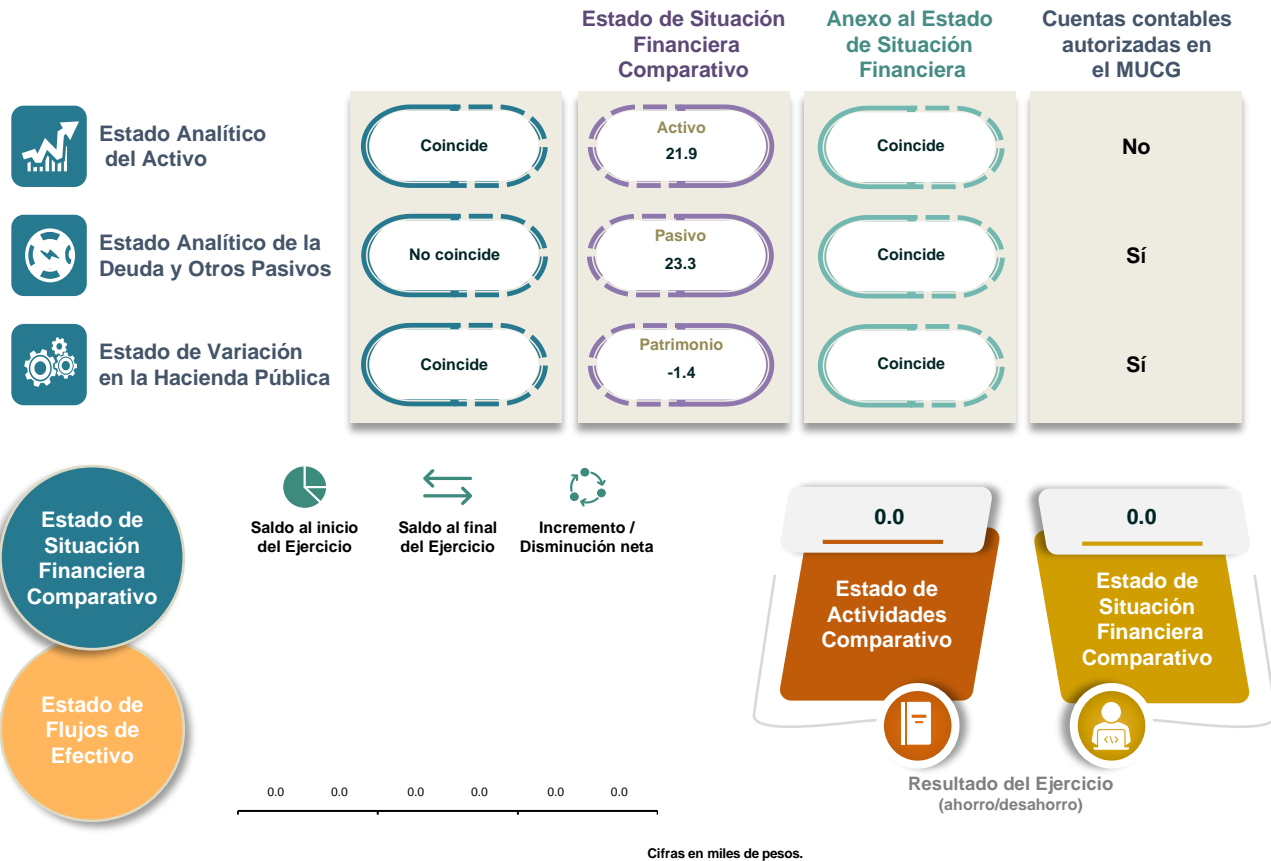 Estado de Situación
Financiera
Comparativo
Anexo al Estado
de Situación
Financiera
Cuentas contables
autorizadas en
el MUCG
Estado Analítico
del Activo
Coincide
Activo
21.9
Coincide
No
Estado Analítico de la
Deuda y Otros Pasivos
No coincide
Pasivo
23.3
Coincide
Sí
Estado de Variación
en la Hacienda Pública
Coincide
Patrimonio
-1.4
Coincide
Sí
Estado de
Situación
Financiera
Comparativo
Estado de
Flujos de
Efectivo
Saldo al inicio
del Ejercicio
Saldo al final
del Ejercicio
Incremento /
Disminución neta
0.0 0.0 0.0 0.0 0.0 0.0
0.0
Estado de
Actividades
Comparativo
0.0
Estado de
Situación
Financiera
Comparativo
Resultado del Ejercicio
(ahorro/desahorro)
Cifras en miles de pesos.